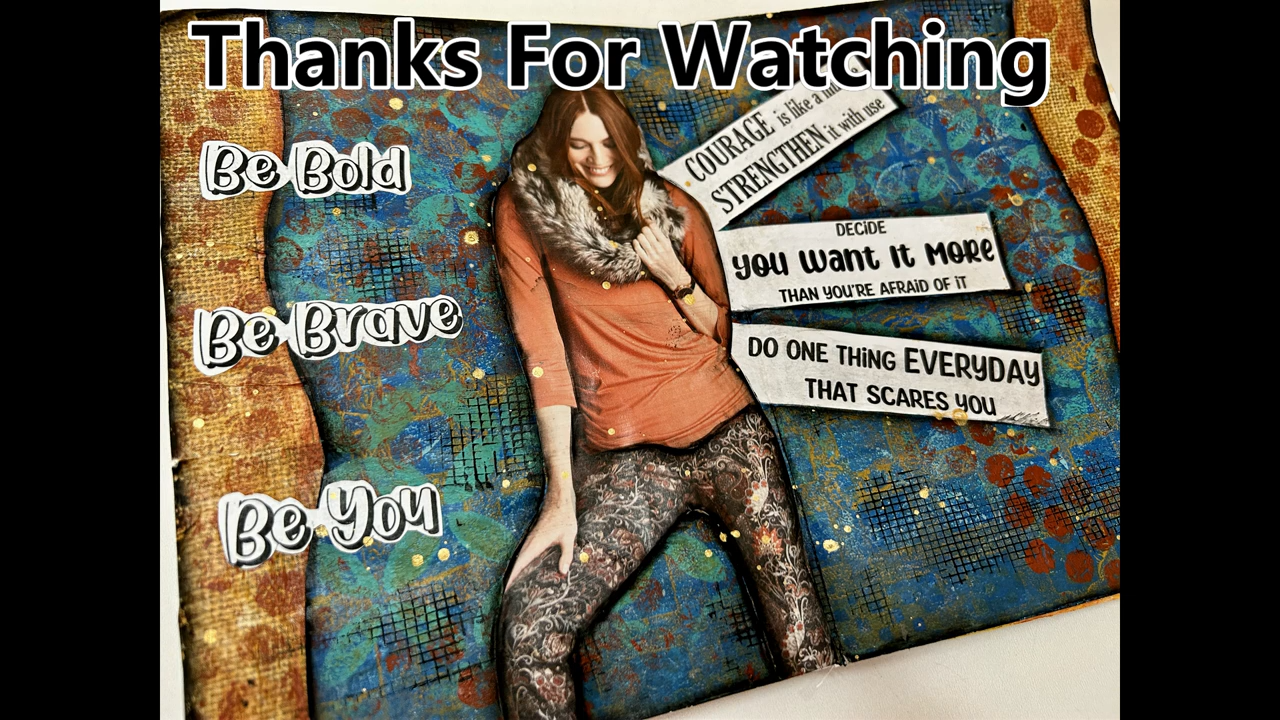 Thanks For Watching
Be Bold
Be Brave
Be You
COURAGE is like a
STRENGTHEN it with use
DECIDE
you want it MORE
THAN YOU'RE AFRAID OF IT
DO ONE THING EVERYDAY
THAT SCARES YOU